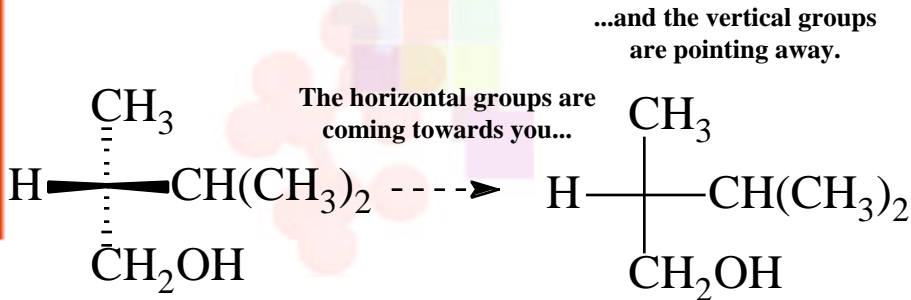 ...and the vertical groups
are pointing away.
The horizontal groups are
coming towards you...
CH₃
H CH(CH₃)₂
CH₂OH
CH₃
H CH(CH₃)₂
CH₂OH